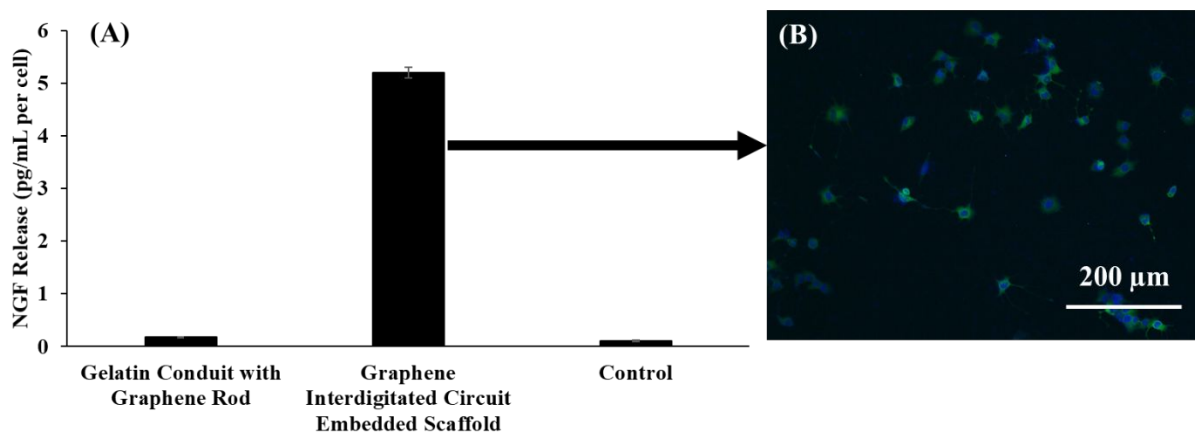 (A)
(B)
NGF Release (pg/mL per cell)
6
5
4
3
2
1
0
Gelatin Conduit with
Graphene Rod
Graphene
Interdigitated Circuit
Embedded Scaffold
Control
200 µm